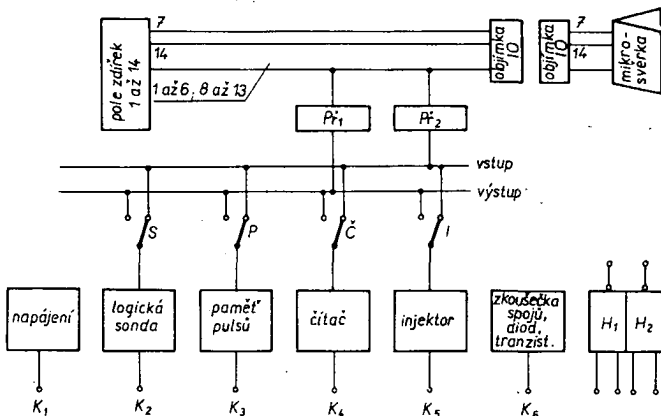 7
14
pole zdířek
1 až 14
1 až 6, 8 až 13
objímka
IO
objímka
IO
7
14
mikro-
svěrka
Př1
Př2
vstup
výstup
S
P
Č
I
napájení
logická
sonda
paměť
pulsů
čítač
injektor
zkoušečka
spojů,
diod,
tranzist.
H1
H2
K1
K2
K3
K4
K5
K6